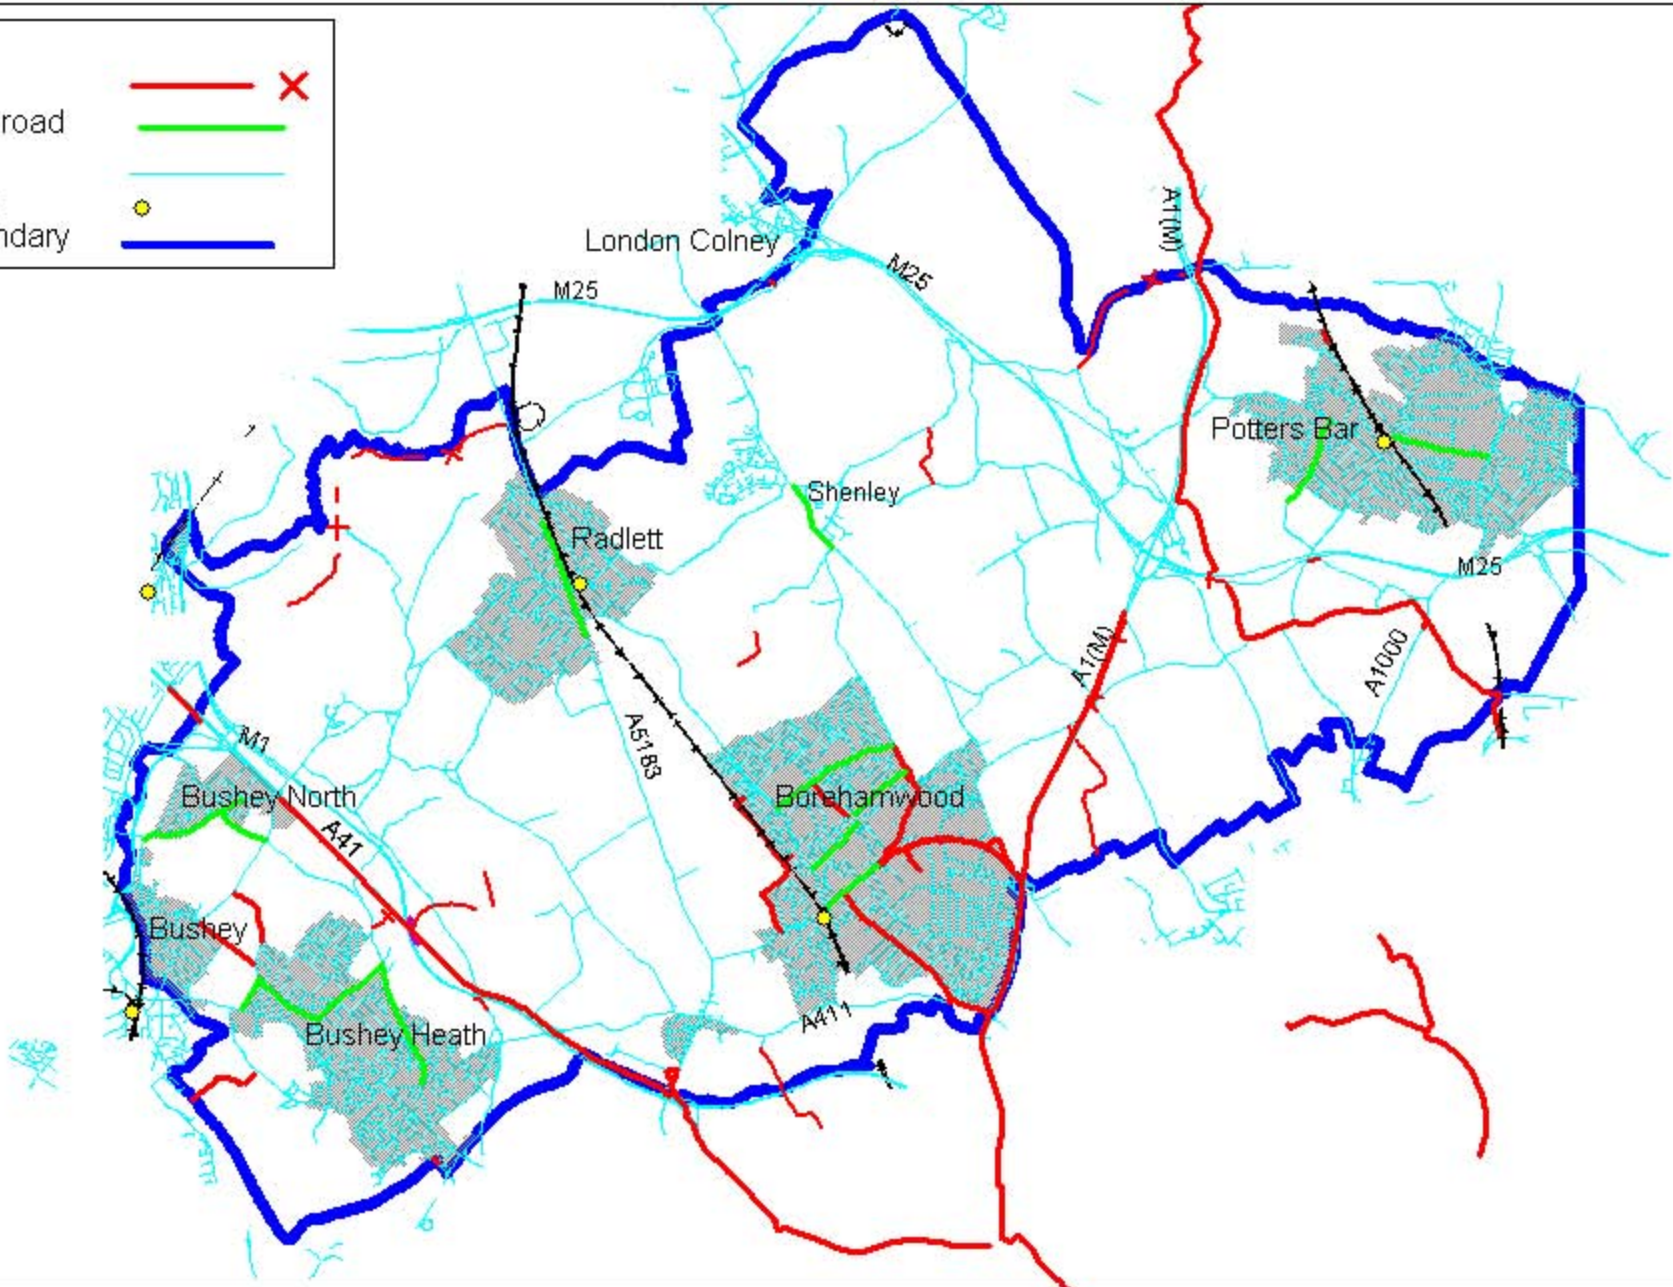 road
ndary
London Colney
M25
M25
A1(M)
Potters Bar
Shenley
Radlett
M25
A1(M)
A1000
A5183
M1
Bushey North
A41
Borehamwood
Bushey
A411
Bushey Heath